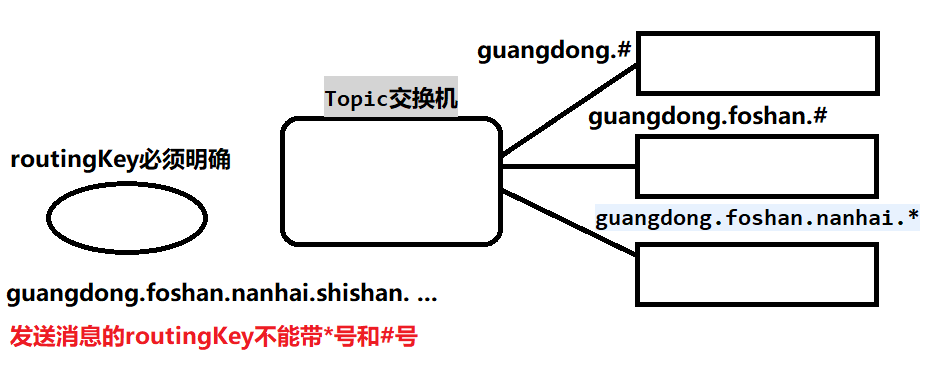 guangdong.#
Topic交换机
guangdong.foshan.#
routingKey必须明确
guangdong.foshan.nanhai.*
guangdong.foshan.nanhai.shishan. ...
发送消息的routingKey不能带*号和#号